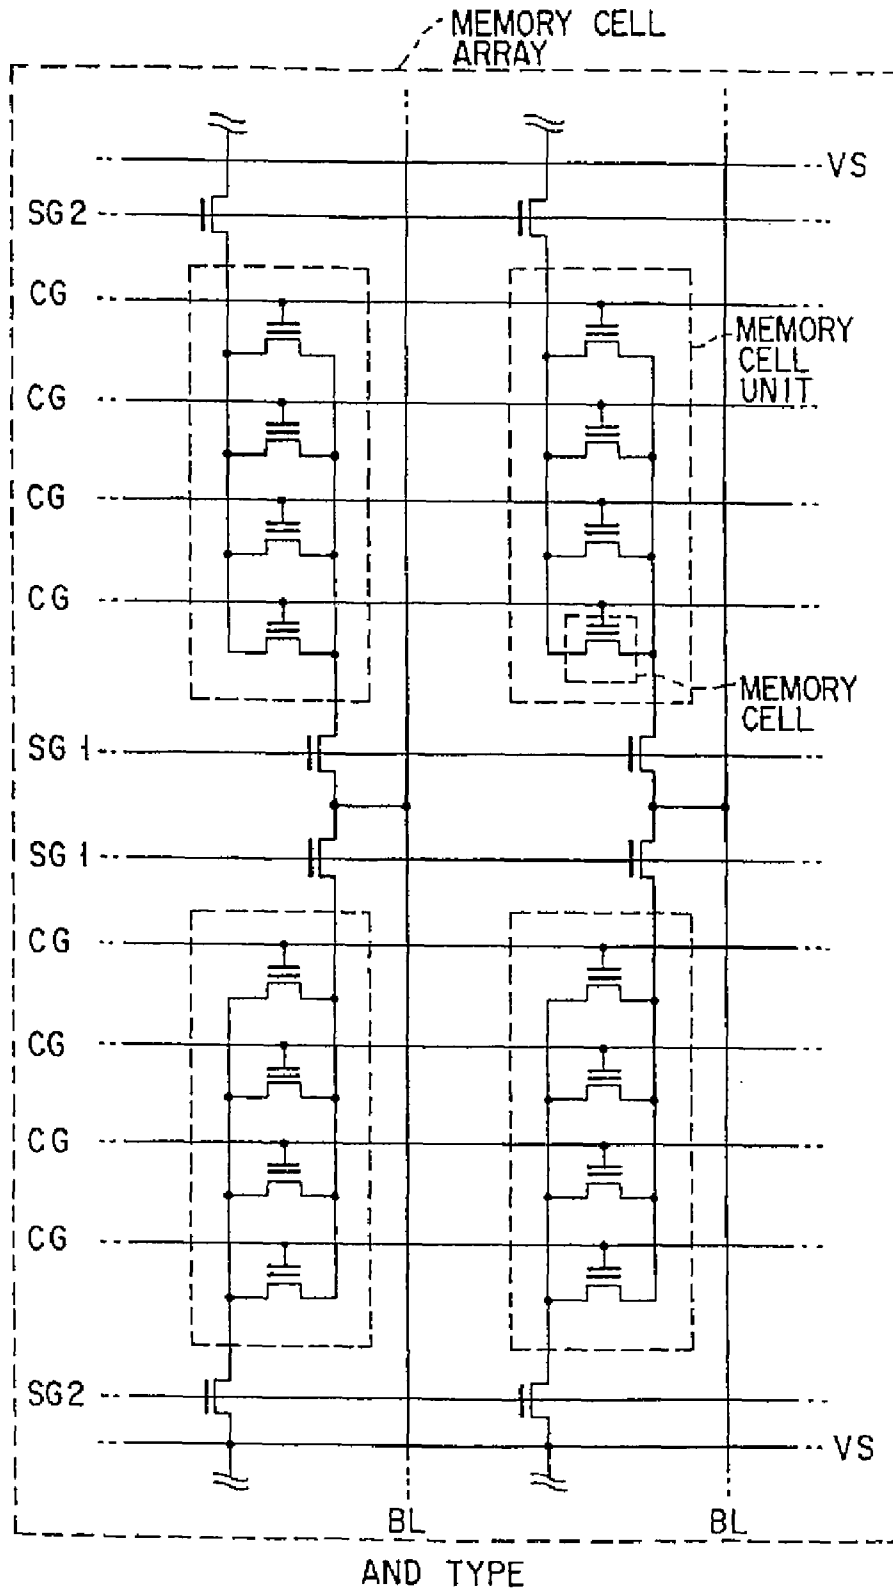 MEMORY CELL
ARRAY
VS
SG2
CG
MEMORY
CELL
UNIT
CG
CG
CG
MEMORY
CELL
SG1
SG1
CG
CG
CG
CG
SG2
VS
BL BL
AND TYPE